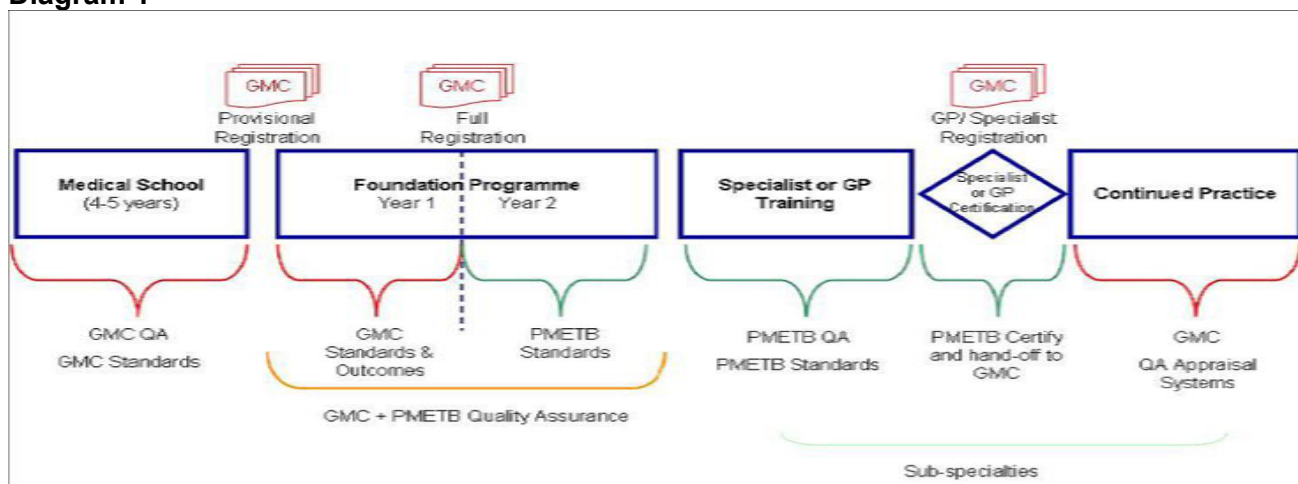 Diagram 1
GMC
Provisional
Registration
GMC
Full
Registration
GMC
GP/ Specialist
Registration
Medical School
(4-5 years)
Foundation Programme
Year 1
Year 2
Specialist or GP
Training
Specialist
or GP
Certification
Continued Practice
GMC QA
GMC Standards
GMC
Standards &
Outcomes
PMETB
Standards
GMC + PMETB Quality Assurance
PMETB QA
PMETB Standards
PMETB Certify
and hand-off to
GMC
GMC
QA Appraisal
Systems
Sub-specialties